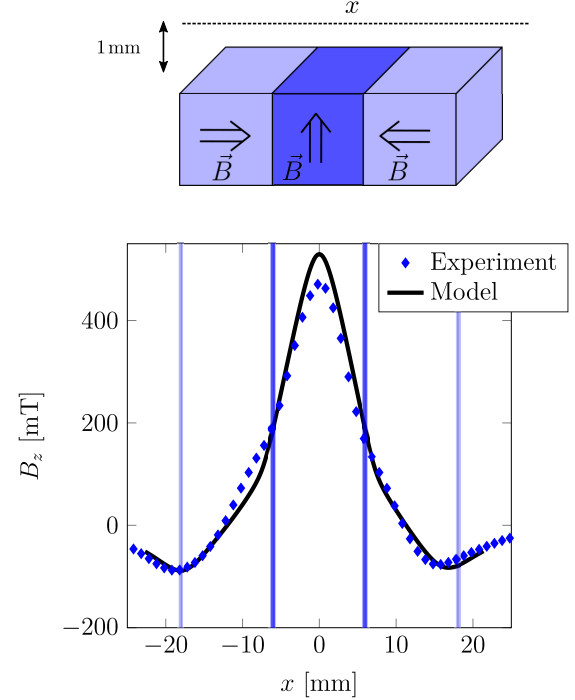 x
1 mm
B⃗ B⃗ B⃗
Experiment
Model
400
200
0
−200
B_z [mT]
−20 −10 0 10 20
x [mm]